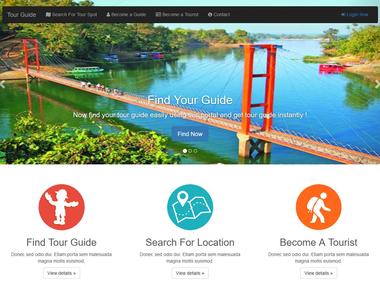 Tour Guide Search For Tour Spot Become a Guide Become a Tourist Contact Login Now
Find Your Guide
Now find your tour guide easily using our portal and get tour guide instantly !
Find Now
Find Tour Guide Search For Location Become A Tourist
Donec sed odio dui. Etiam porta sem malesuada Donec sed odio dui. Etiam porta sem malesuada Donec sed odio dui. Etiam porta sem malesuada
magna mollis euismod. magna mollis euismod. magna mollis euismod.
View details » View details » View details »